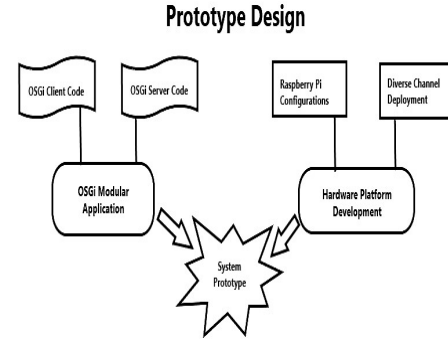 Prototype Design
OSGi Client Code
OSGi Server Code
Raspberry Pi
Configurations
Diverse Channel
Deployment
OSGi Modular
Application
Hardware Platform
Development
System
Prototype